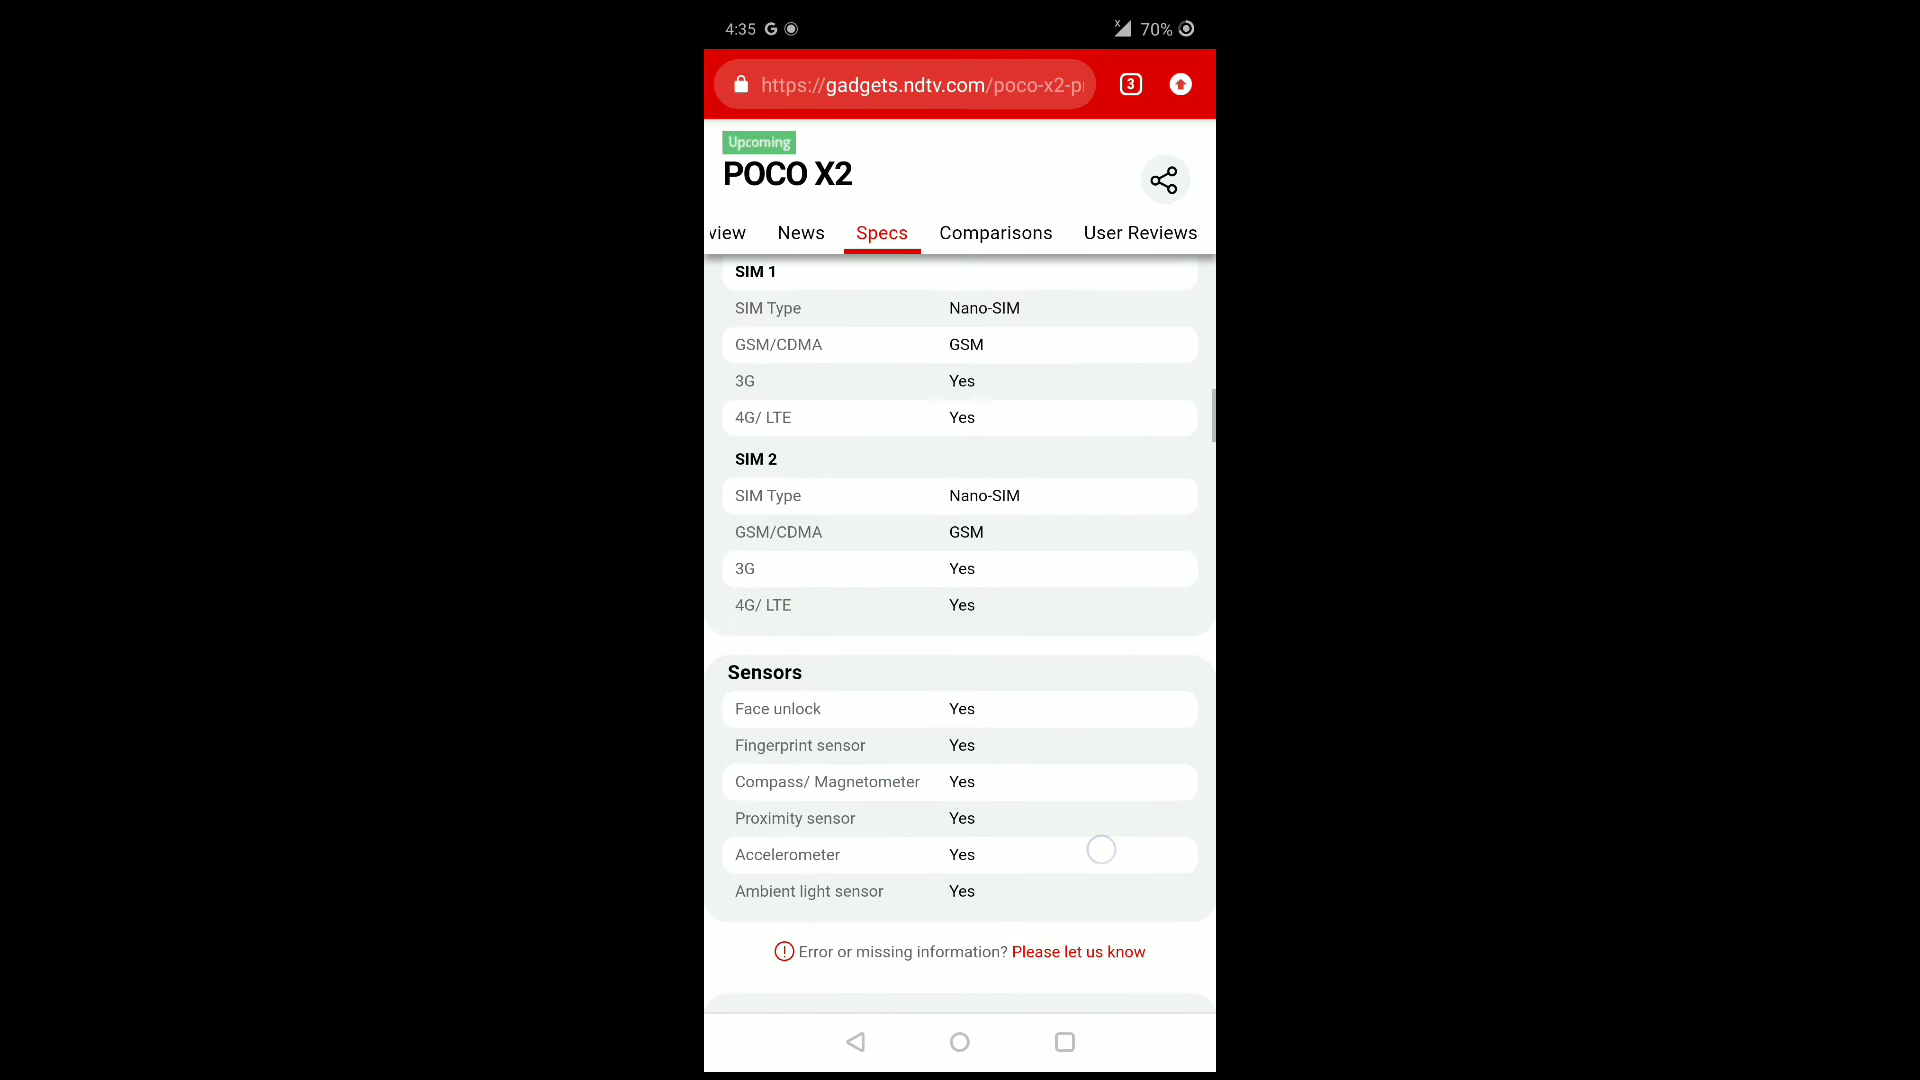 4:35 G
x 70%
https://gadgets.ndtv.com/poco-x2-p
3
Upcoming
POCO X2
view News Specs Comparisons User Reviews
SIM 1
SIM Type Nano-SIM
GSM/CDMA GSM
3G Yes
4G/ LTE Yes
SIM 2
SIM Type Nano-SIM
GSM/CDMA GSM
3G Yes
4G/ LTE Yes
Sensors
Face unlock Yes
Fingerprint sensor Yes
Compass/ Magnetometer Yes
Proximity sensor Yes
Accelerometer Yes
Ambient light sensor Yes
Error or missing information? Please let us know